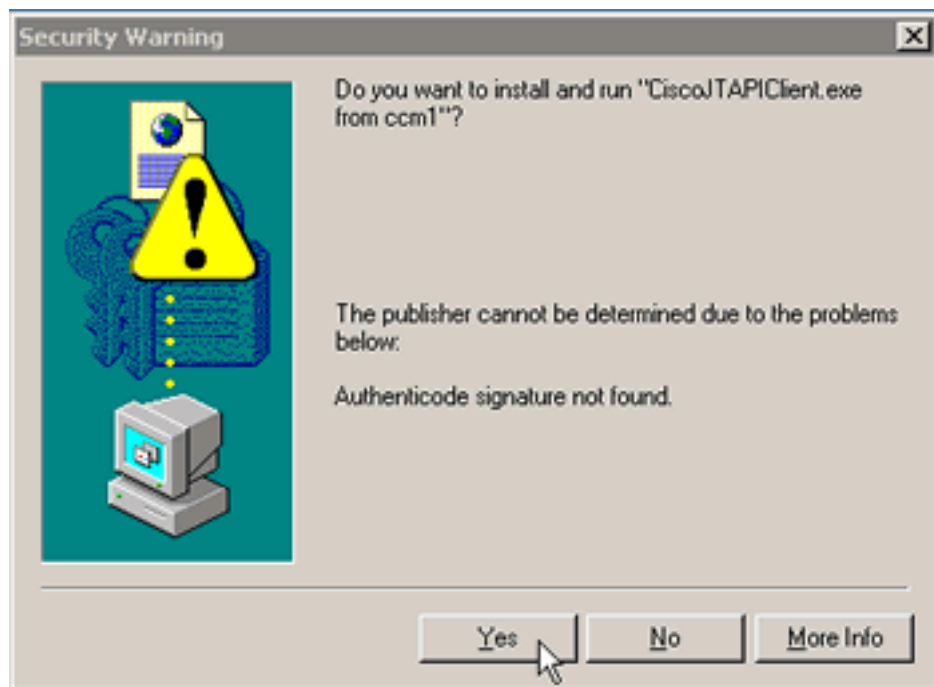 Security Warning
Do you want to install and run "CiscoJTAPIClient.exe
from ccm1"?
The publisher cannot be determined due to the problems
below:
Authenticode signature not found.
Yes
No
More Info